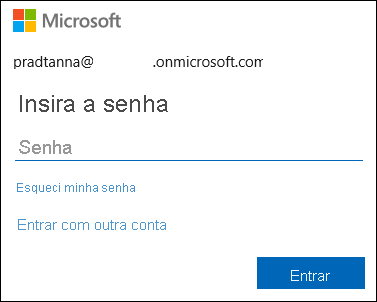 Microsoft
pradtanna@ .onmicrosoft.com
Insira a senha
Senha
Esqueci minha senha
Entrar com outra conta
Entrar